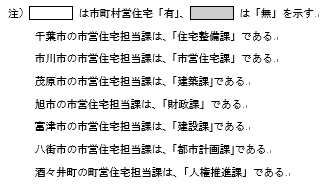 注） は市町村営住宅「有」、 は「無」を示す。
千葉市の市営住宅担当課は、「住宅整備課」である。
市川市の市営住宅担当課は、「市営住宅課」である。
茂原市の市営住宅担当課は、「建築課」である。
旭市の市営住宅担当課は、「財政課」である。
富津市の市営住宅担当課は、「建設課」である。
八街市の市営住宅担当課は、「都市計画課」である。
酒々井町の町営住宅担当課は、「人権推進課」である。